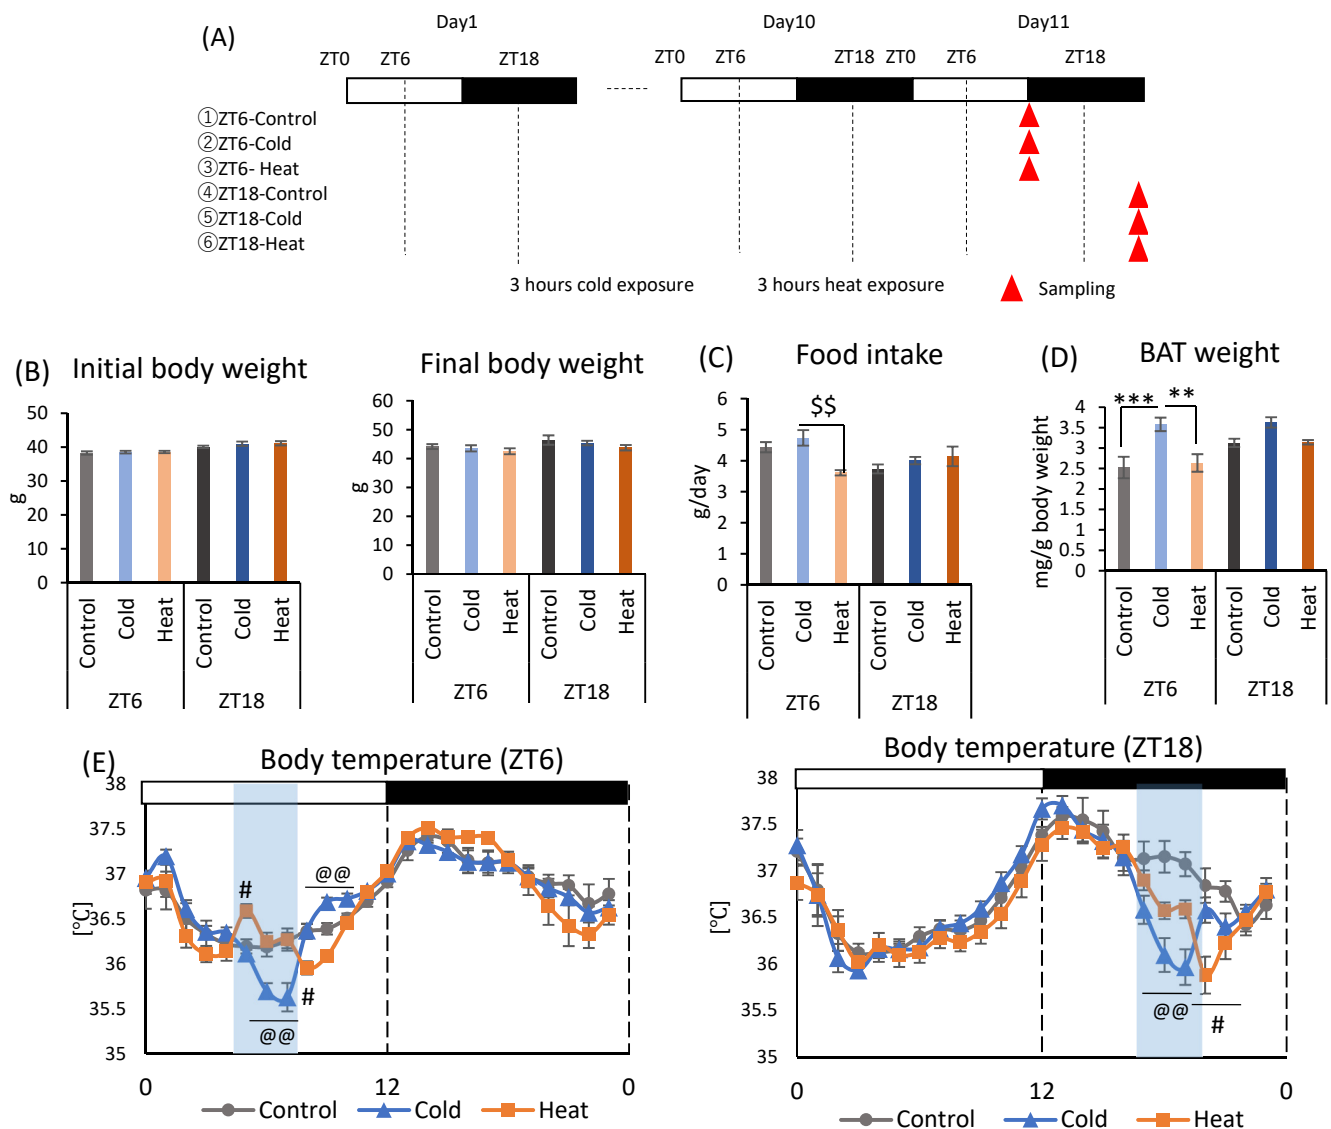 (A)
Day1 Day10 Day11
ZT0 ZT6 ZT18 ZT0 ZT6 ZT18 ZT0 ZT6 ZT18
①ZT6-Control
②ZT6-Cold
③ZT6- Heat
④ZT18-Control
⑤ZT18-Cold
⑥ZT18-Heat
3 hours cold exposure 3 hours heat exposure Sampling
(B) Initial body weight
50
40
30
20
10
0
g
Control Cold Heat Control Cold Heat
ZT6 ZT18
Final body weight
60
50
40
30
20
10
0
g
Control Cold Heat Control Cold Heat
ZT6 ZT18
(C) Food intake
6
5
4
3
2
1
0
g/day
$$
Control Cold Heat Control Cold Heat
ZT6 ZT18
(D) BAT weight
4
3.5
3
2.5
2
1.5
1
0.5
0
mg/g body weight
*** **
Control Cold Heat Control Cold Heat
ZT6 ZT18
(E) Body temperature (ZT6)
38
37.5
37
36.5
36
35.5
35
[℃]
# @@
#
@@
0 12 0
Control Cold Heat
Body temperature (ZT18)
38
37.5
37
36.5
36
35.5
35
[℃]
@@ #
0 12 0
Control Cold Heat